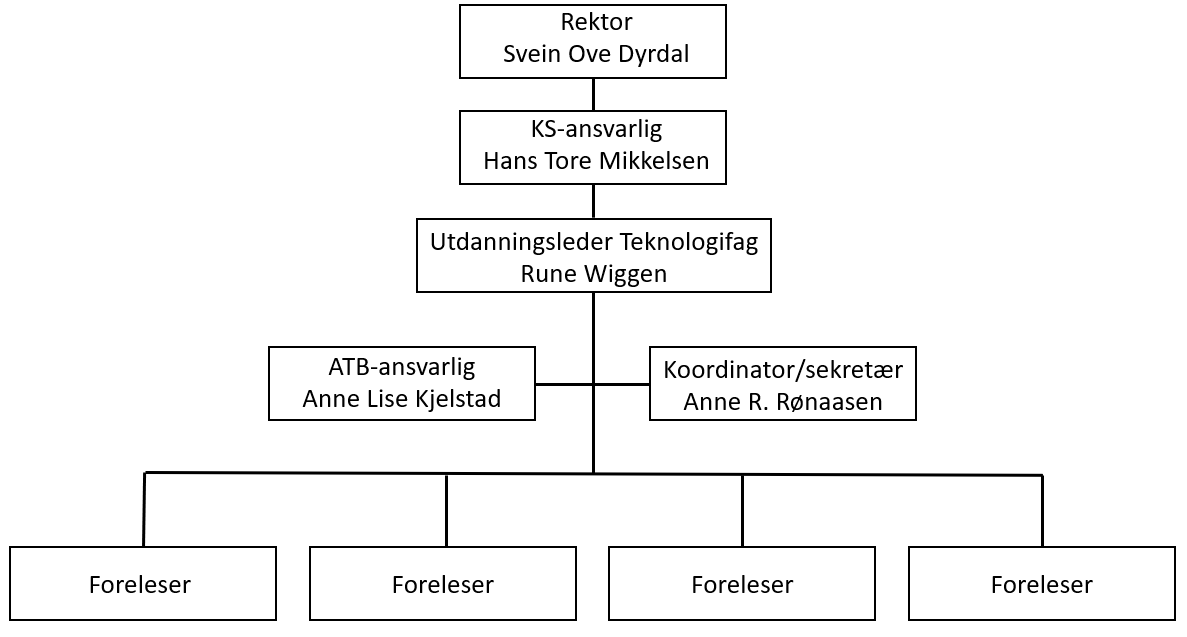 Rektor
Svein Ove Dyrdal
KS-ansvarlig
Hans Tore Mikkelsen
Utdanningsleder Teknologifag
Rune Wiggen
ATB-ansvarlig
Anne Lise Kjelstad
Koordinator/sekretær
Anne R. Rønaasen
Foreleser
Foreleser
Foreleser
Foreleser